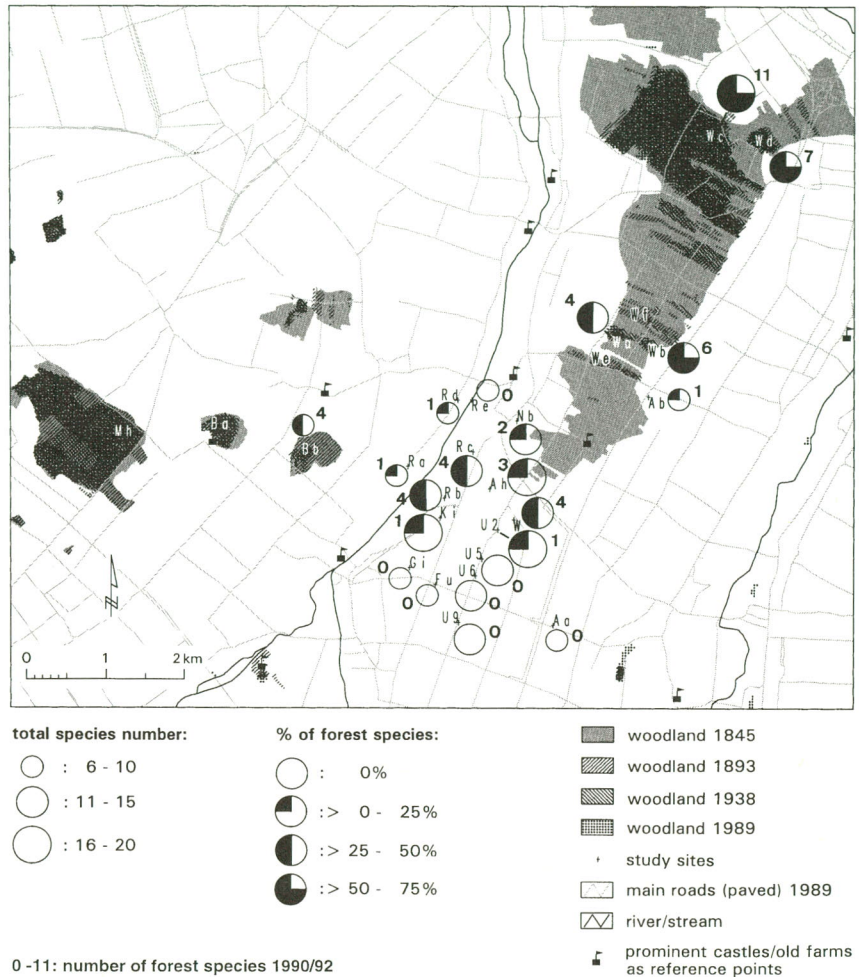 11
Wc
Wd
7
4
Wf
Wa
Wb
6
We
Ab
1
Rd
1
Re
0
Nb
2
Mh
Ba
4
Bb
Rc
4
3
Ah
Ra
1
Rb
4
Ki
1
4
U2
W
1
U5
0
Gi
0
Fu
0
U6
0
U9
0
Aa
0
0 1 2 km
total species number:
: 6 - 10
: 11 - 15
: 16 - 20
% of forest species:
: 0%
:> 0 - 25%
:> 25 - 50%
:> 50 - 75%
woodland 1845
woodland 1893
woodland 1938
woodland 1989
study sites
main roads (paved) 1989
river/stream
prominent castles/old farms
as reference points
0 -11: number of forest species 1990/92